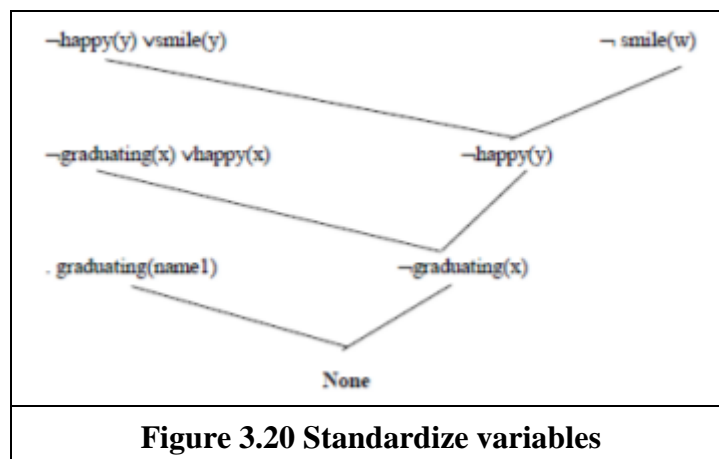 ¬happy(y) ∨smile(y) ¬ smile(w)
¬graduating(x) ∨happy(x) ¬happy(y)
. graduating(name1) ¬graduating(x)
None
Figure 3.20 Standardize variables